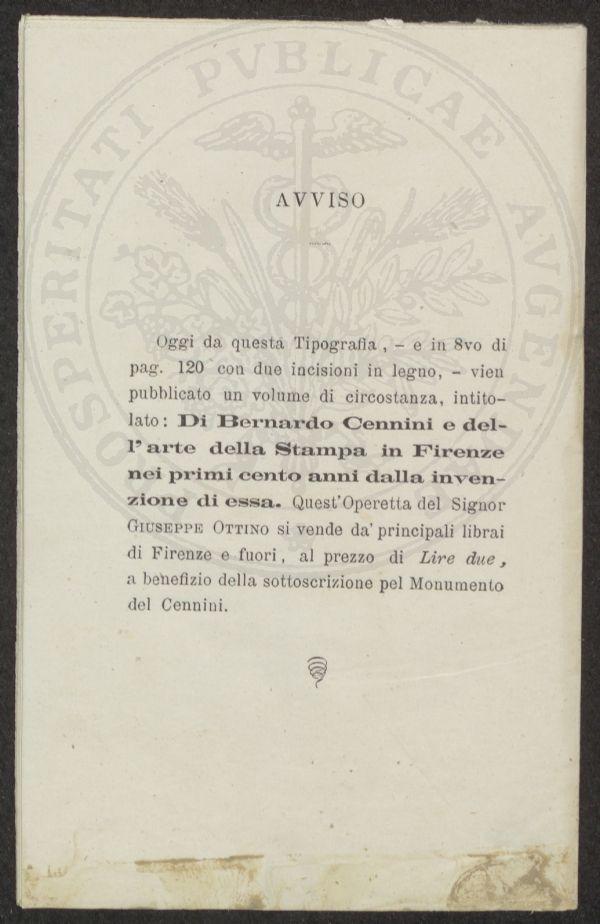 PROSPERITATI PVBLICAE AVGENDAE
AVVISO
Oggi da questa Tipografia, – e in 8vo di
pag. 120 con due incisioni in legno, – vien
pubblicato un volume di circostanza, intito-
lato: Di Bernardo Cennini e del-
l'arte della Stampa in Firenze
nei primi cento anni dalla inven-
zione di essa. Quest'Operetta del Signor
GIUSEPPE OTTINO si vende da' principali librai
di Firenze e fuori, al prezzo di Lire due,
a benefizio della sottoscrizione pel Monumento
del Cennini.